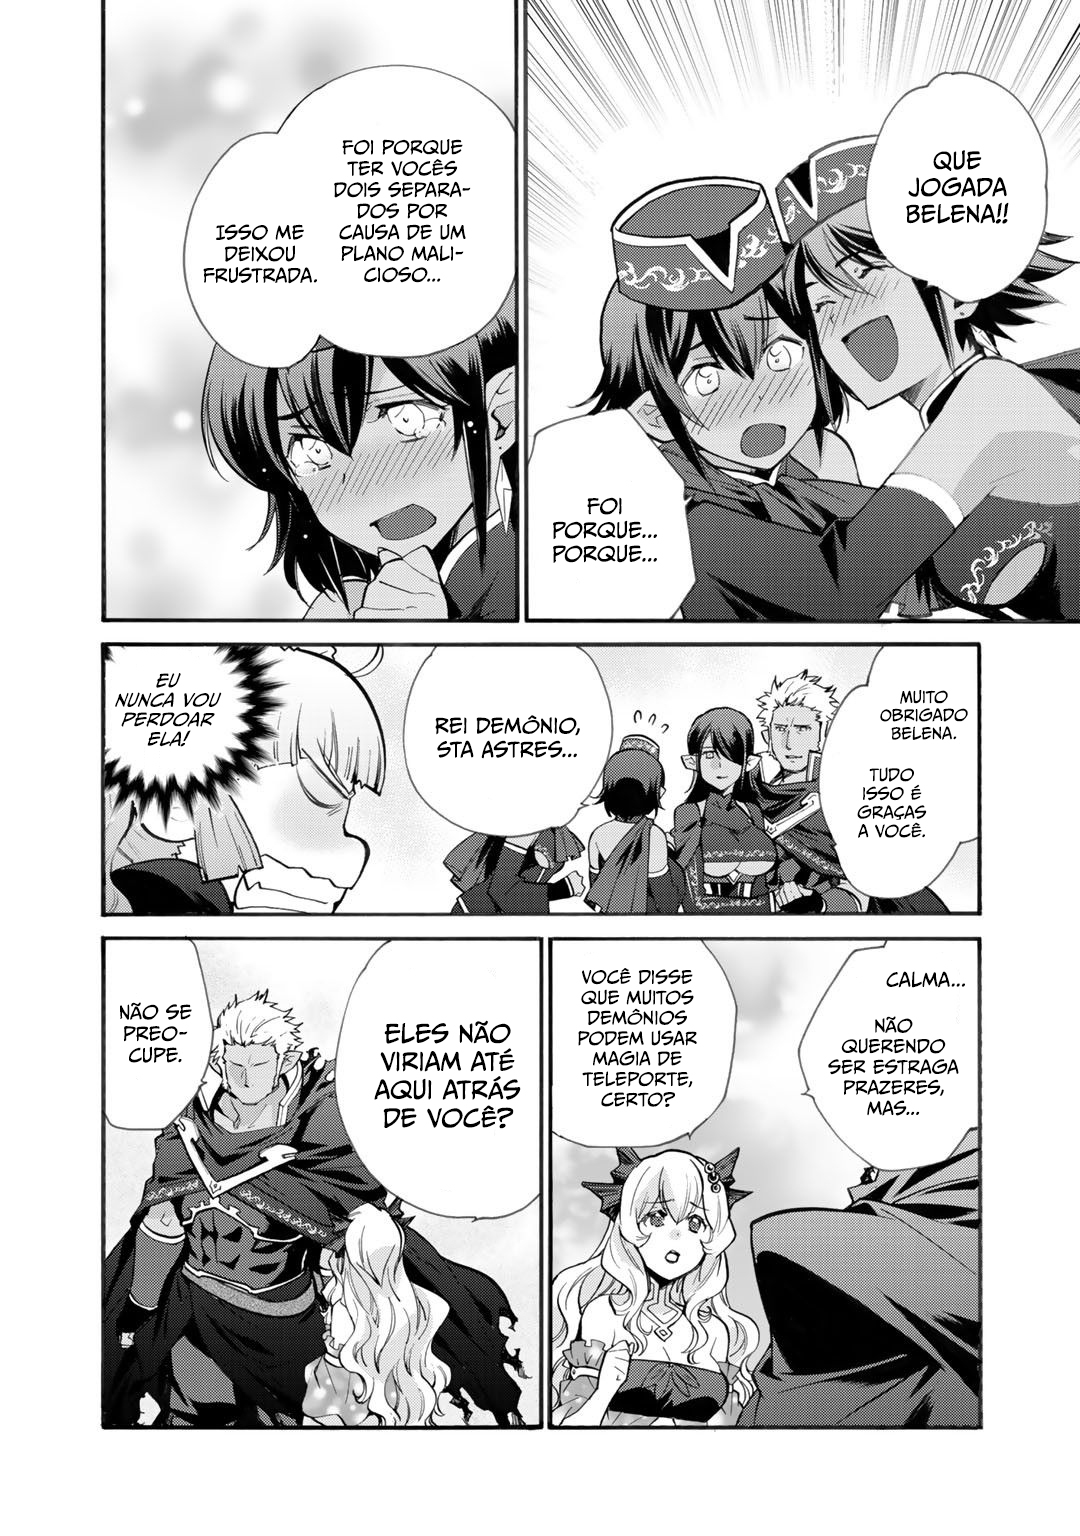 QUE
JOGADA
BELENA!!
FOI
PORQUE...
PORQUE...
FOI PORQUE
TER VOCÊS
DOIS SEPARA-
DOS POR
CAUSA DE UM
PLANO MALI-
CIOSO...
ISSO ME
DEIXOU
FRUSTRADA.
MUITO
OBRIGADO
BELENA.
TUDO
ISSO É
GRAÇAS
A VOCÊ.
REI DEMÔNIO,
STA ASTRES...
EU
NUNCA VOU
PERDOAR
ELA!
CALMA...
NÃO
QUERENDO
SER ESTRAGA
PRAZERES,
MAS...
VOCÊ DISSE
QUE MUITOS
DEMÔNIOS
PODEM USAR
MAGIA DE
TELEPORTE,
CERTO?
ELES NÃO
VIRIAM ATÉ
AQUI ATRÁS
DE VOCÊ?
NÃO SE
PREO-
CUPE.